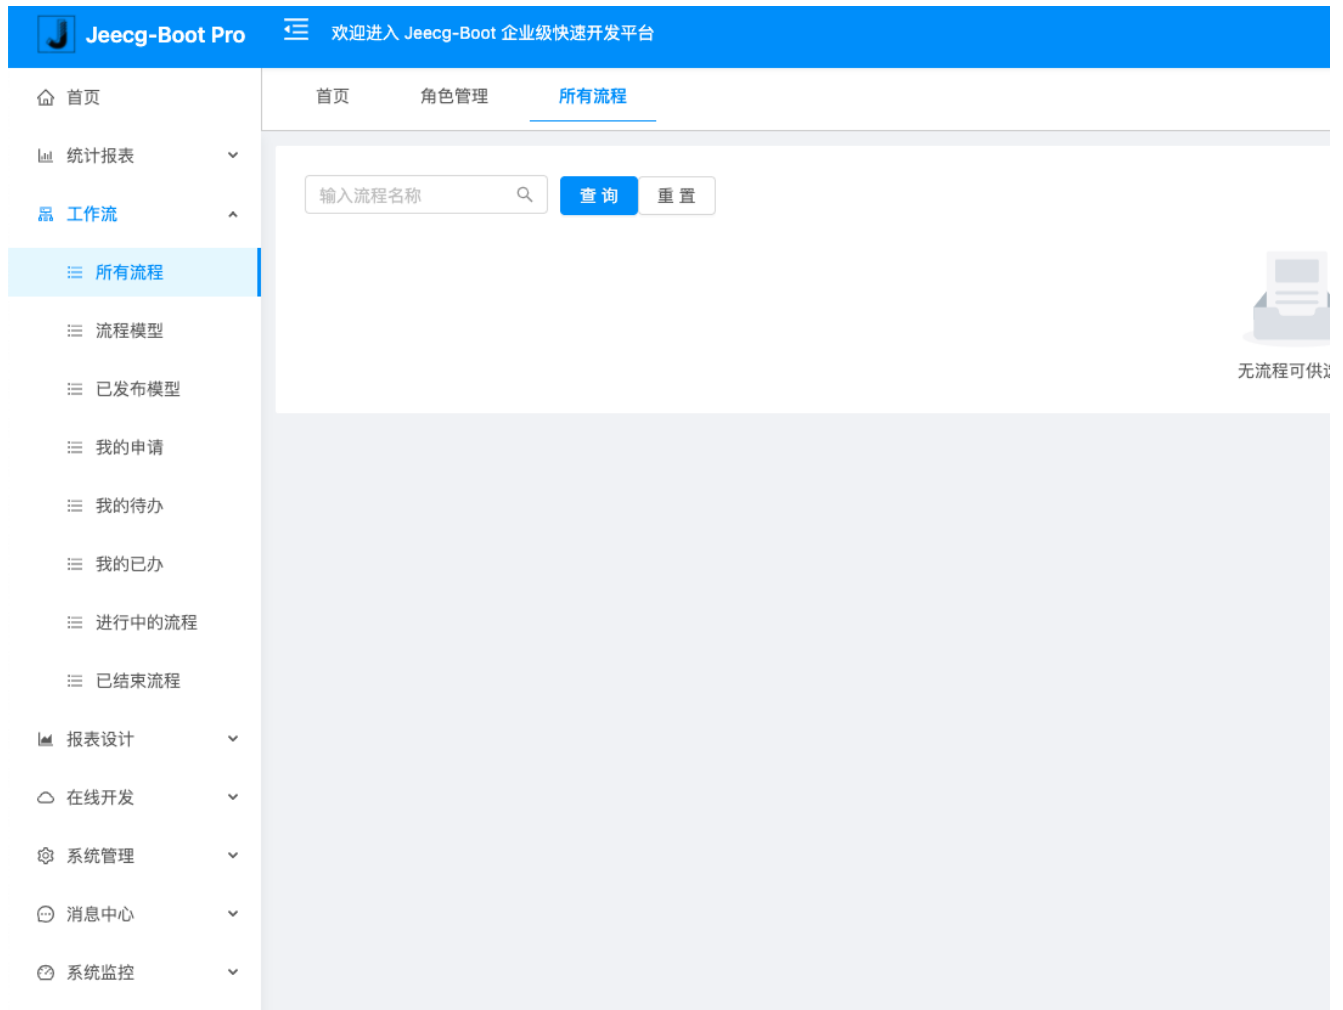 Jeecg-Boot Pro
欢迎进入 Jeecg-Boot 企业级快速开发平台
首页
统计报表
工作流
所有流程
流程模型
已发布模型
我的申请
我的待办
我的已办
进行中的流程
已结束流程
报表设计
在线开发
系统管理
消息中心
系统监控
首页 角色管理 所有流程
输入流程名称 查询 重置
无流程可供